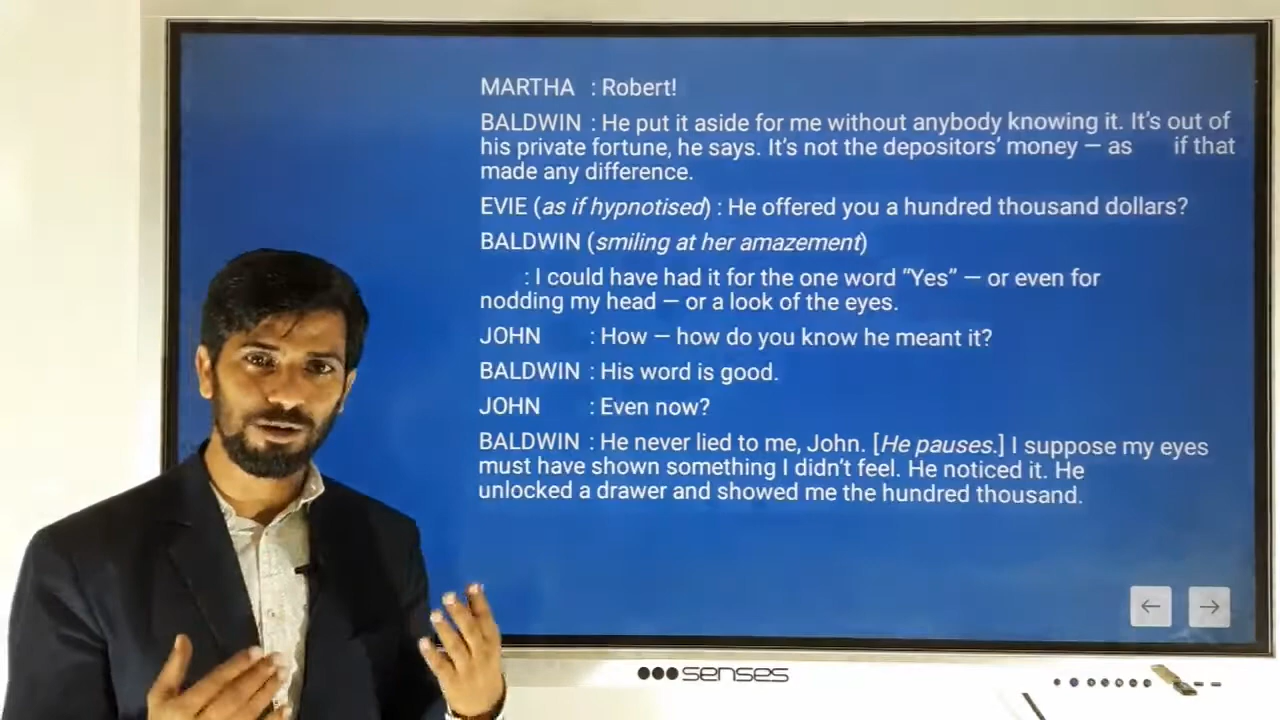 MARTHA : Robert!
BALDWIN : He put it aside for me without anybody knowing it. It's out of
his private fortune, he says. It's not the depositors' money — as if that
made any difference.
EVIE (as if hypnotised) : He offered you a hundred thousand dollars?
BALDWIN (smiling at her amazement)
: I could have had it for the one word "Yes" — or even for
nodding my head — or a look of the eyes.
JOHN : How — how do you know he meant it?
BALDWIN : His word is good.
JOHN : Even now?
BALDWIN : He never lied to me, John. [He pauses.] I suppose my eyes
must have shown something I didn't feel. He noticed it. He
unlocked a drawer and showed me the hundred thousand.
senses